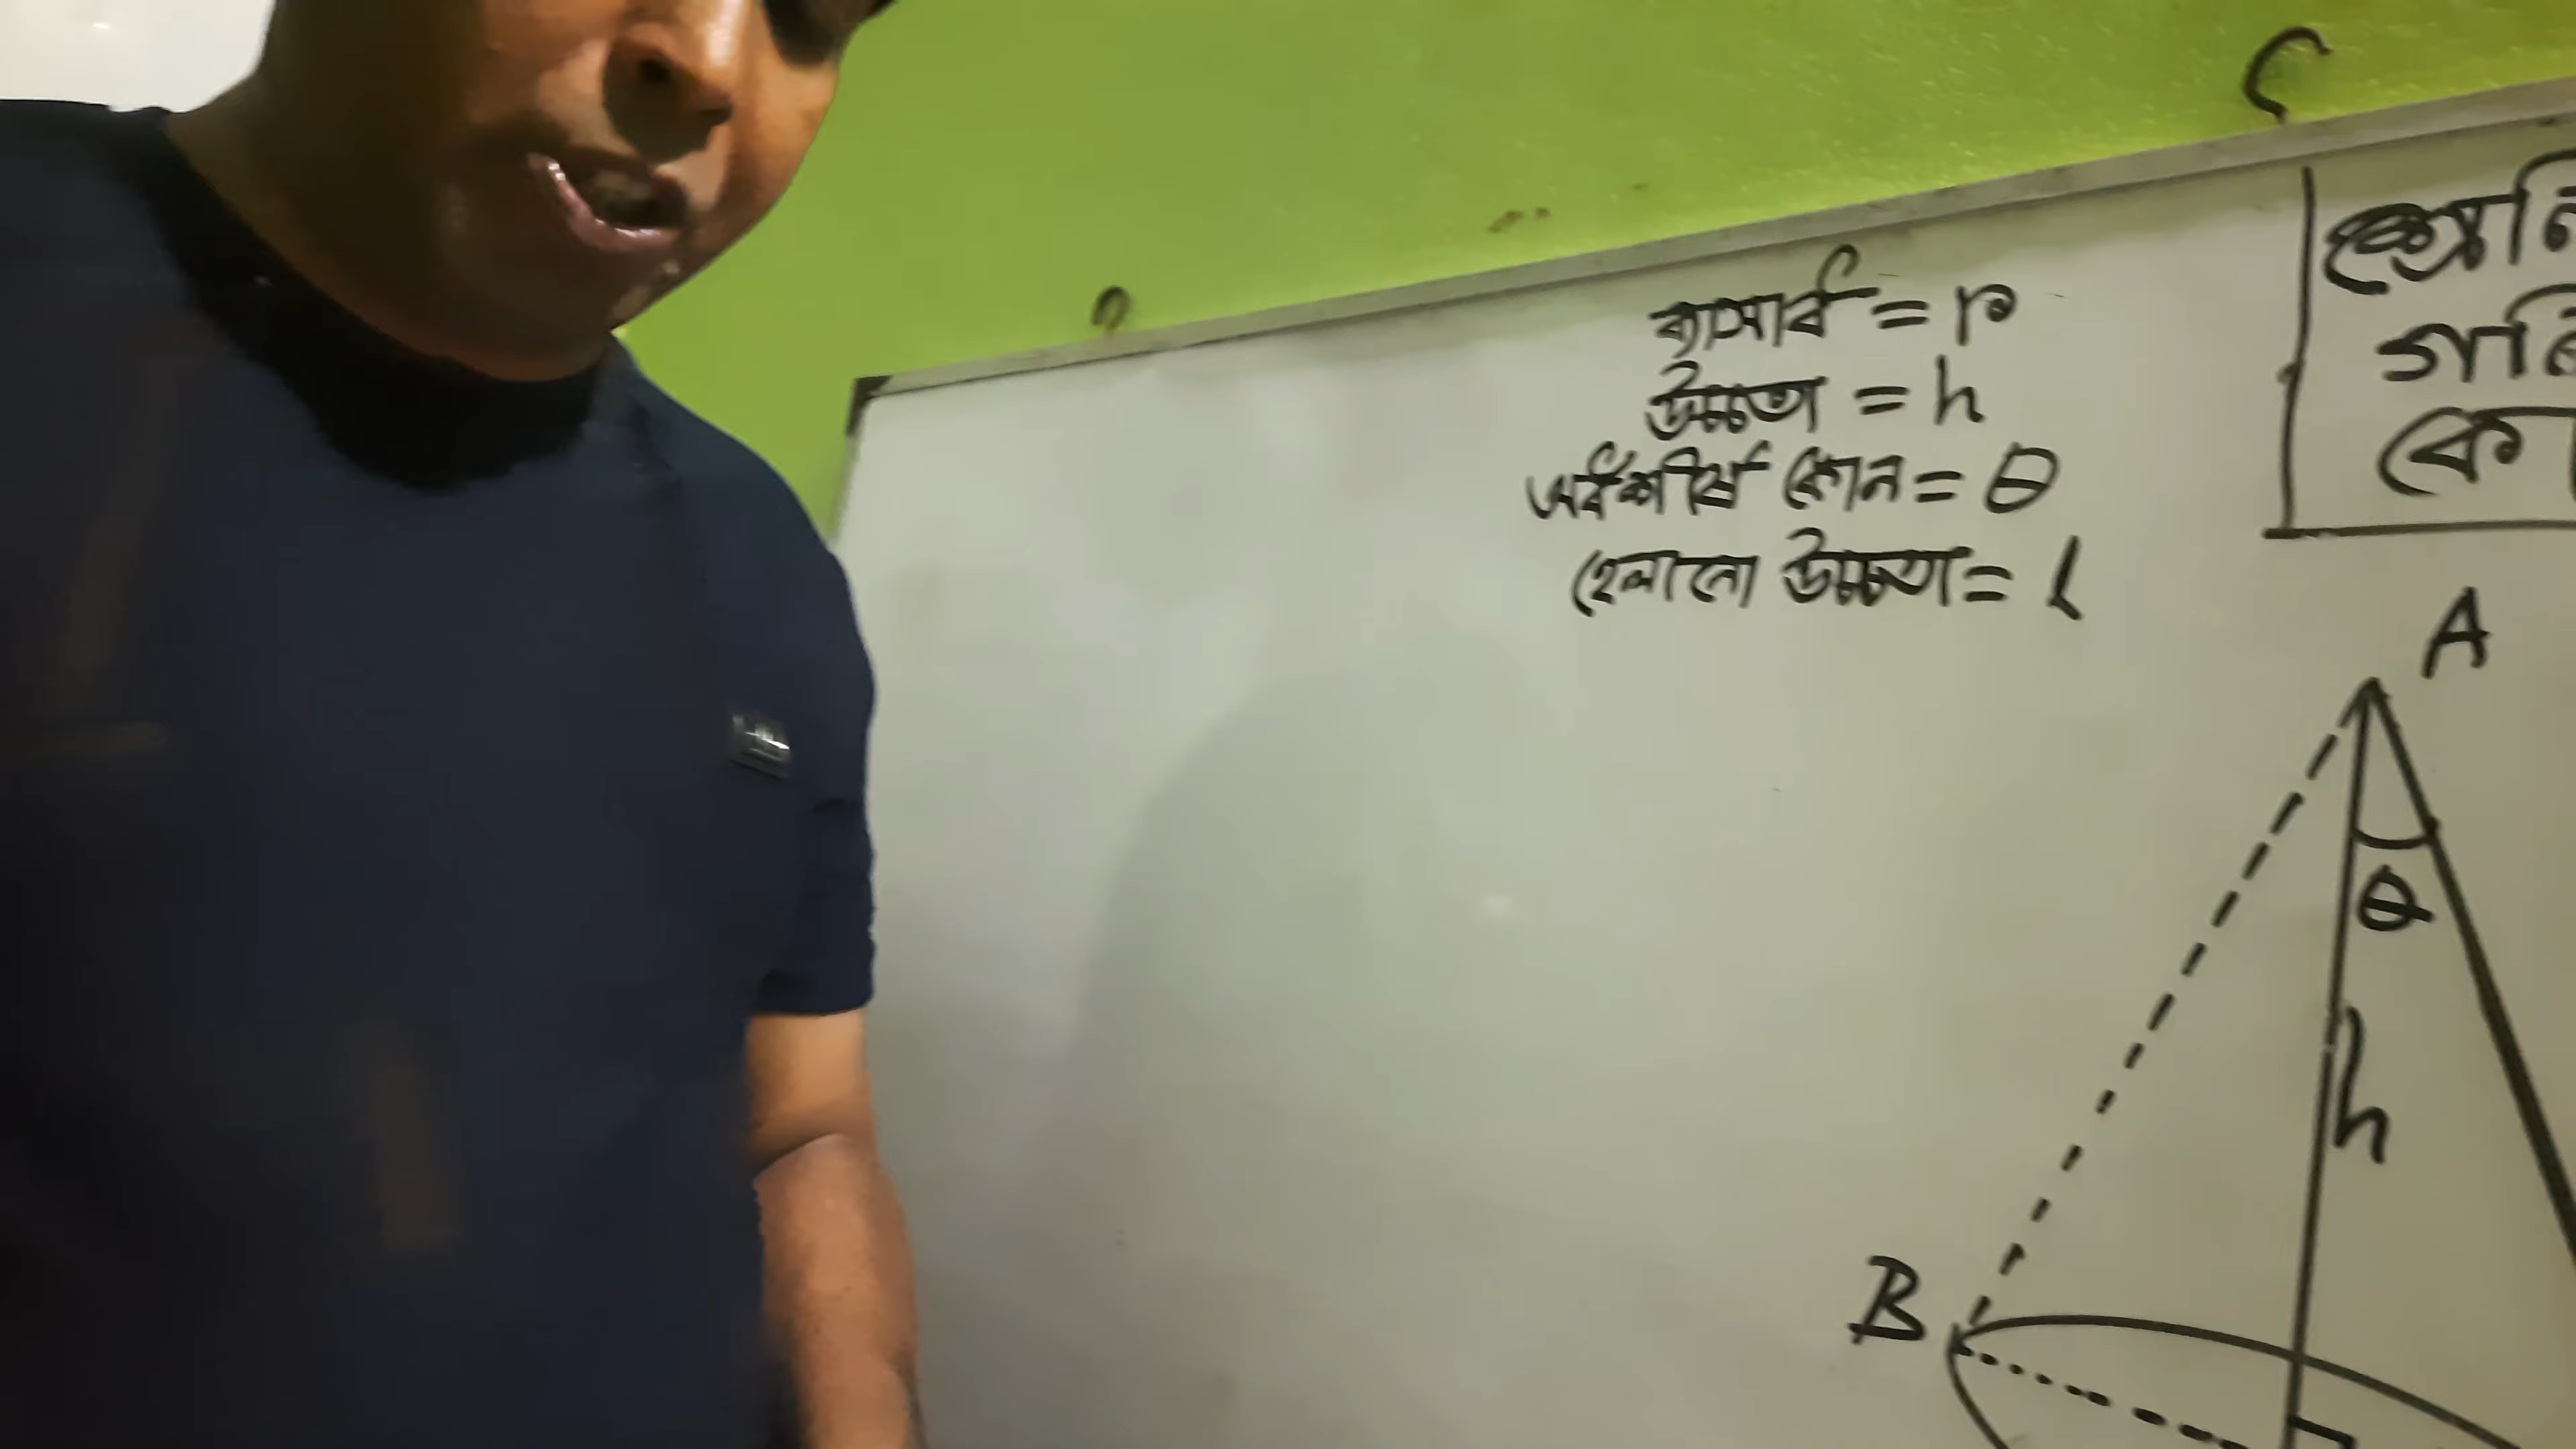 ব্যাসার্ধ = r
উচ্চতা = h
অর্ধশীর্ষ কোন = θ
হেলানো উচ্চতা = l
A
θ
h
B